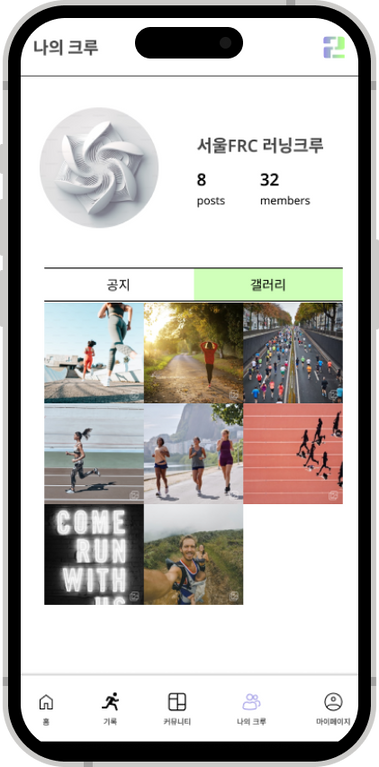 나의 크루
서울FRC 러닝크루
8
32
posts
members
공지
갤러리
COME
RUN
WITH
US
홈
기록
커뮤니티
나의 크루
마이페이지